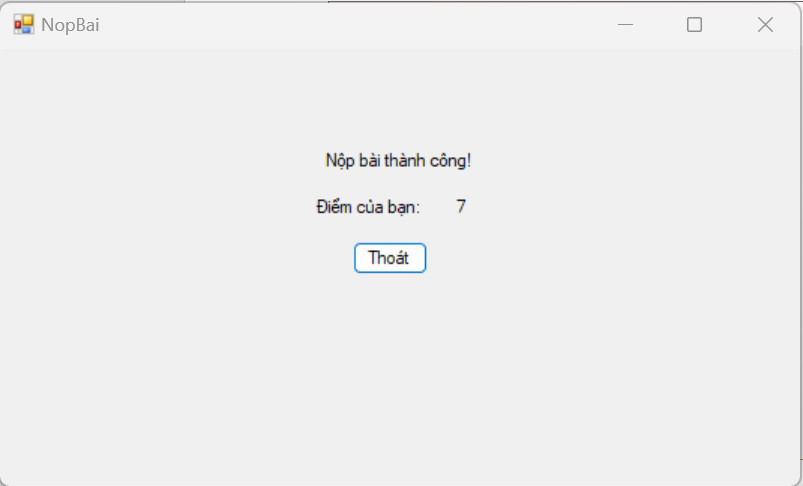 NopBai
Nộp bài thành công!
Điểm của bạn: 7
Thoát